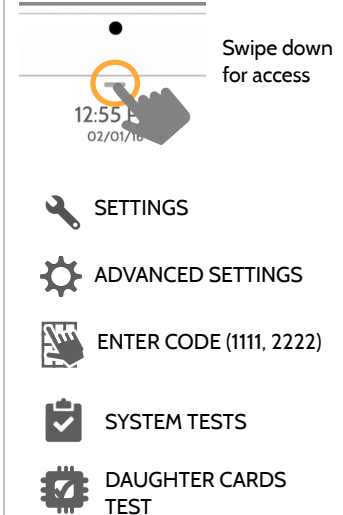 Swipe down
for access
12:55
02/01/18
SETTINGS
ADVANCED SETTINGS
ENTER CODE (1111, 2222)
SYSTEM TESTS
DAUGHTER CARDS
TEST